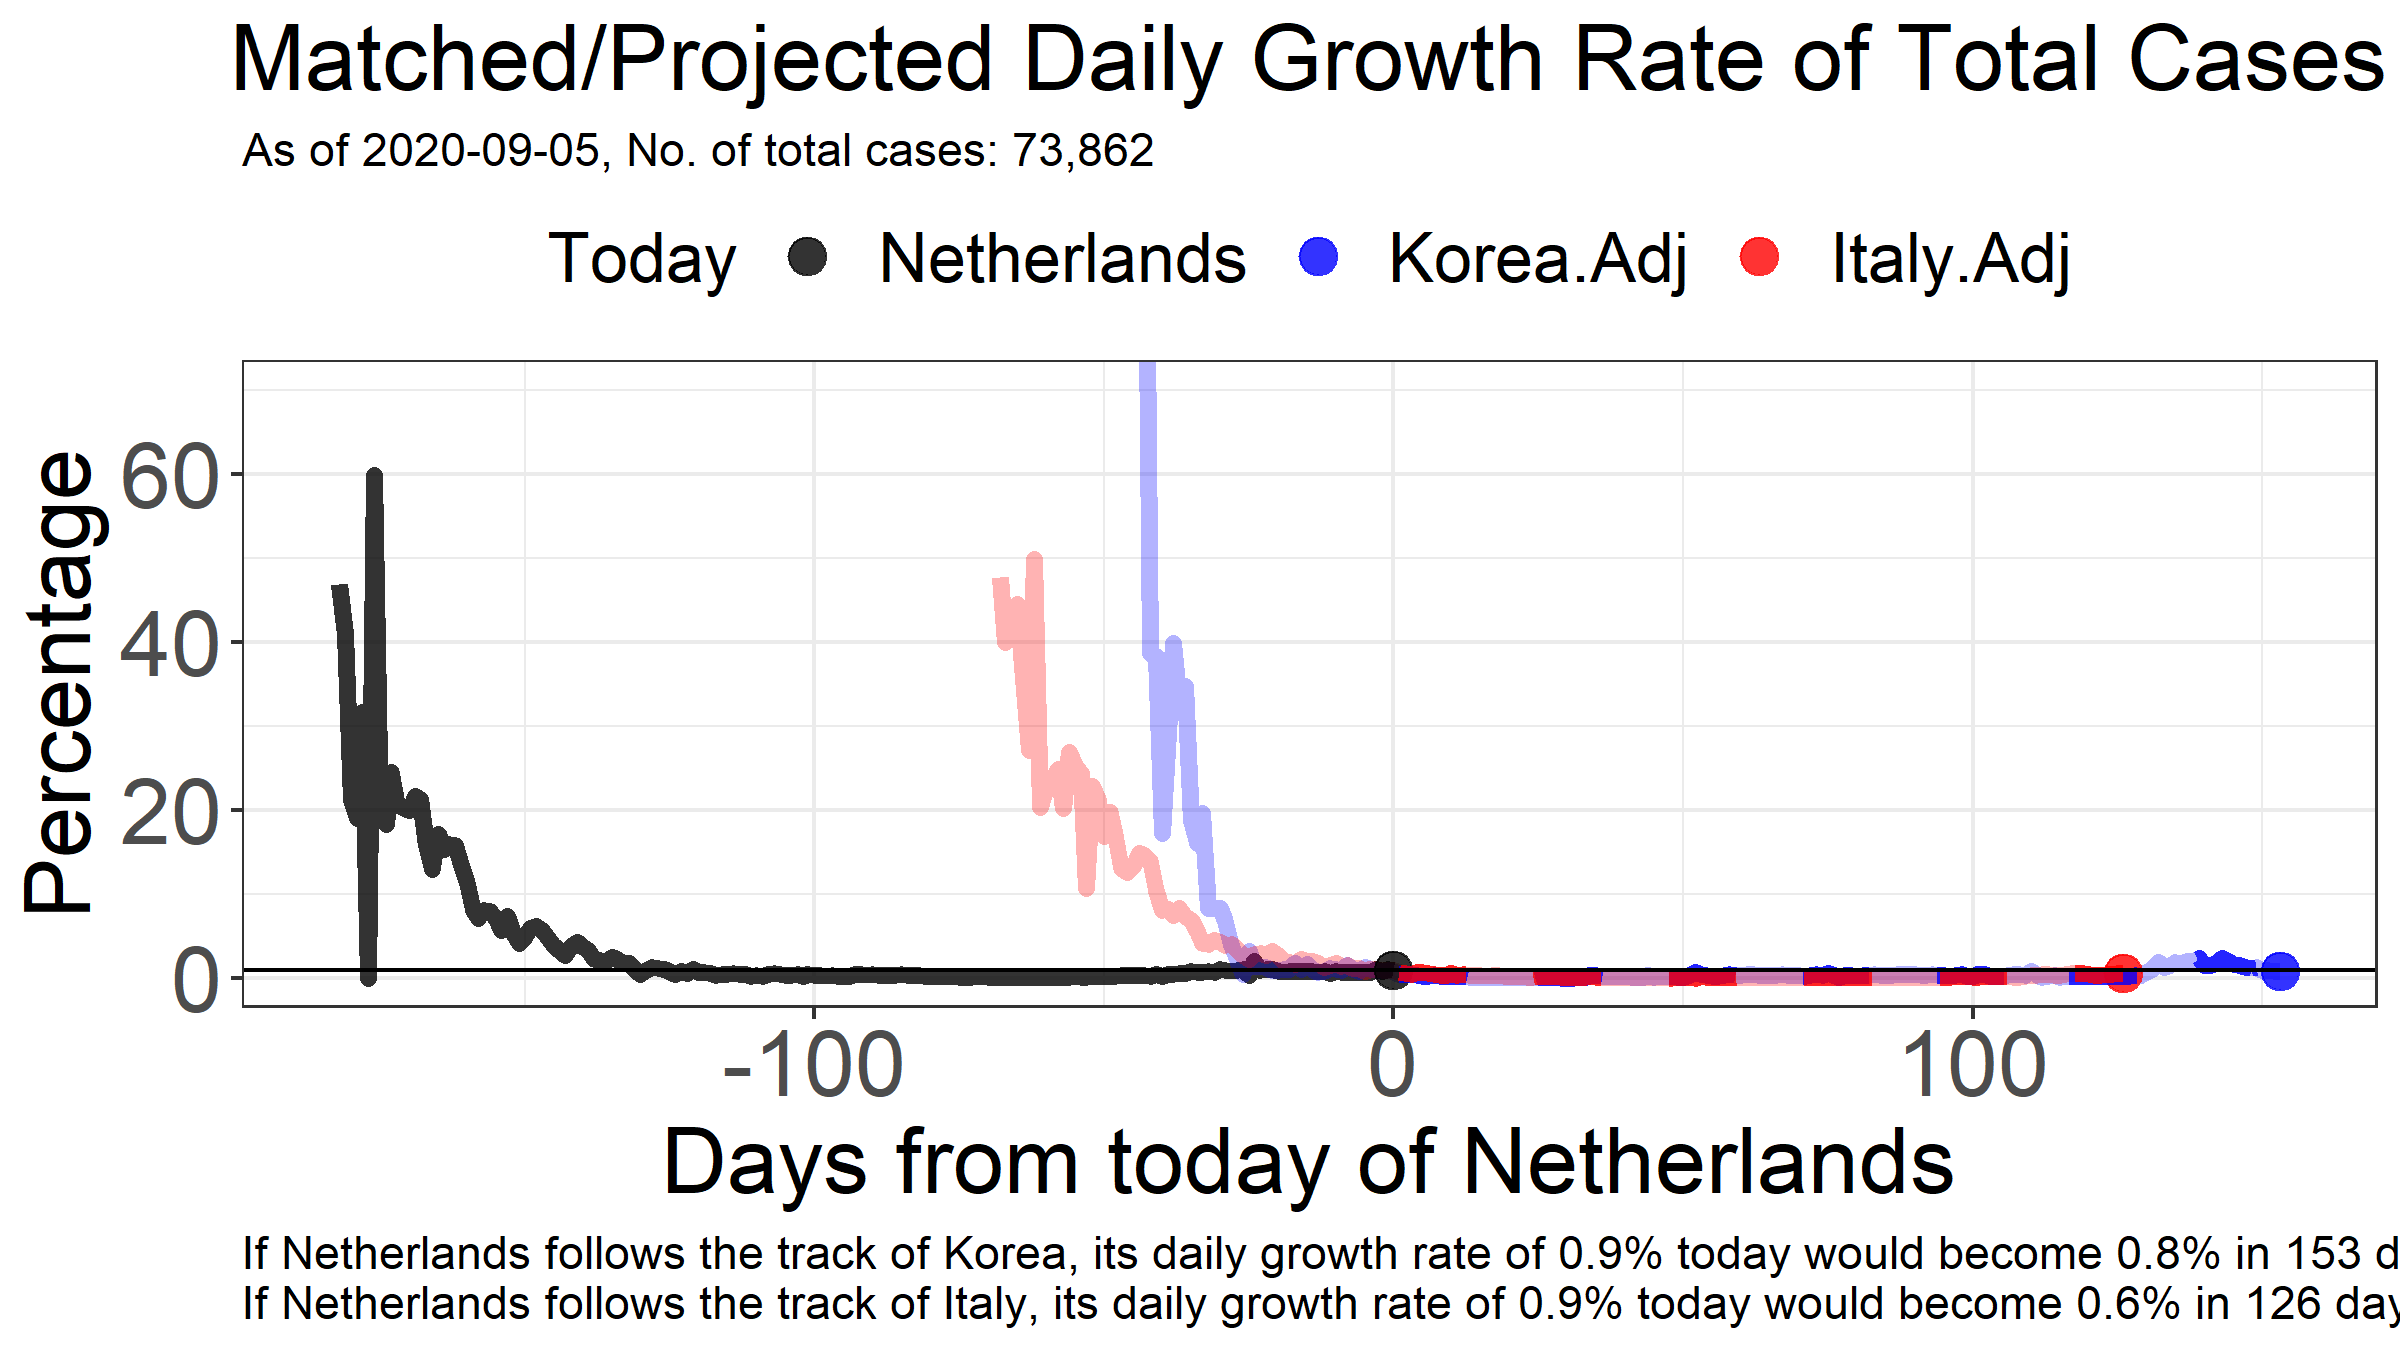 Matched/Projected Daily Growth Rate of Total Cases
As of 2020-09-05, No. of total cases: 73,862
Today Netherlands Korea.Adj Italy.Adj
Percentage
60
40
20
0
-100 0 100
Days from today of Netherlands
If Netherlands follows the track of Korea, its daily growth rate of 0.9% today would become 0.8% in 153
If Netherlands follows the track of Italy, its daily growth rate of 0.9% today would become 0.6% in 126